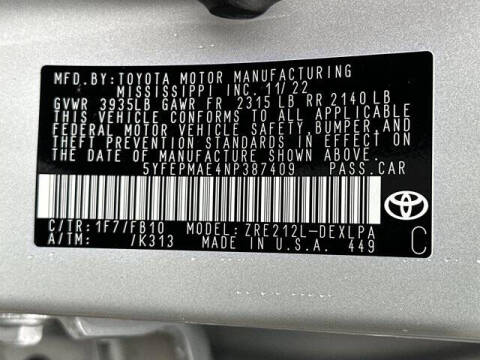 MFD.BY: TOYOTA MOTOR MANUFACTURING
MISSISSIPPI INC. 11/22
GVWR 3935LB GAWR FR 2315 LB RR 2140 LB
THIS VEHICLE CONFORMS TO ALL APPLICABLE
FEDERAL MOTOR VEHICLE SAFETY, BUMPER, AND
THEFT PREVENTION STANDARDS IN EFFECT ON
THE DATE OF MANUFACTURE SHOWN ABOVE.
5YFEPMAE4NP387409 PASS.CAR
C/TR: 1F7/FB10 MODEL: ZRE212L-DEXLPA
A/TM: /K313 MADE IN U.S.A. 449
C